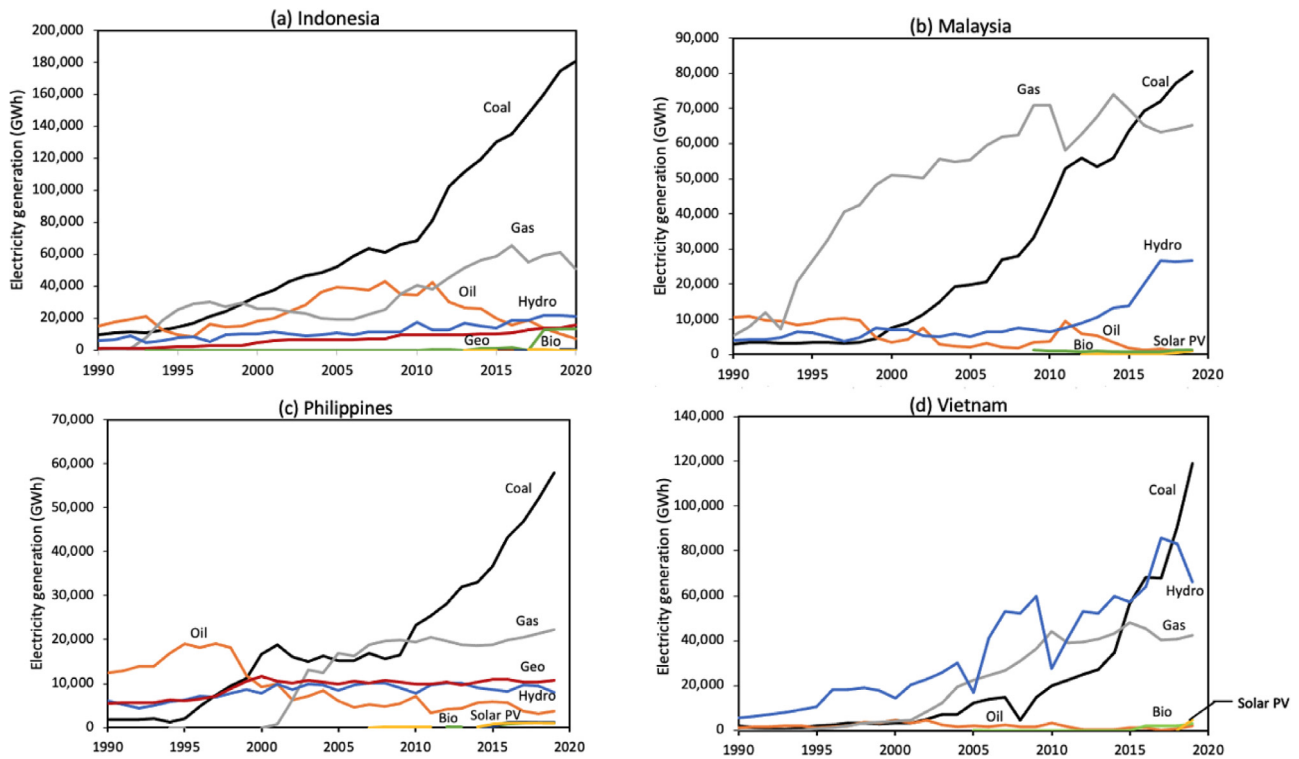 (a) Indonesia
Electricity generation (GWh)
200,000
180,000
160,000
140,000
120,000
100,000
80,000
60,000
40,000
20,000
0
Coal
Gas
Oil
Hydro
Geo
Bio
1990 1995 2000 2005 2010 2015 2020
(b) Malaysia
Electricity generation (GWh)
90,000
80,000
70,000
60,000
50,000
40,000
30,000
20,000
10,000
0
Gas
Coal
Hydro
Oil
Bio
Solar PV
1990 1995 2000 2005 2010 2015 2020
(c) Philippines
Electricity generation (GWh)
70,000
60,000
50,000
40,000
30,000
20,000
10,000
0
Coal
Oil
Gas
Geo
Hydro
Bio
Solar PV
1990 1995 2000 2005 2010 2015 2020
(d) Vietnam
Electricity generation (GWh)
140,000
120,000
100,000
80,000
60,000
40,000
20,000
0
Coal
Hydro
Gas
Oil
Bio
Solar PV
1990 1995 2000 2005 2010 2015 2020